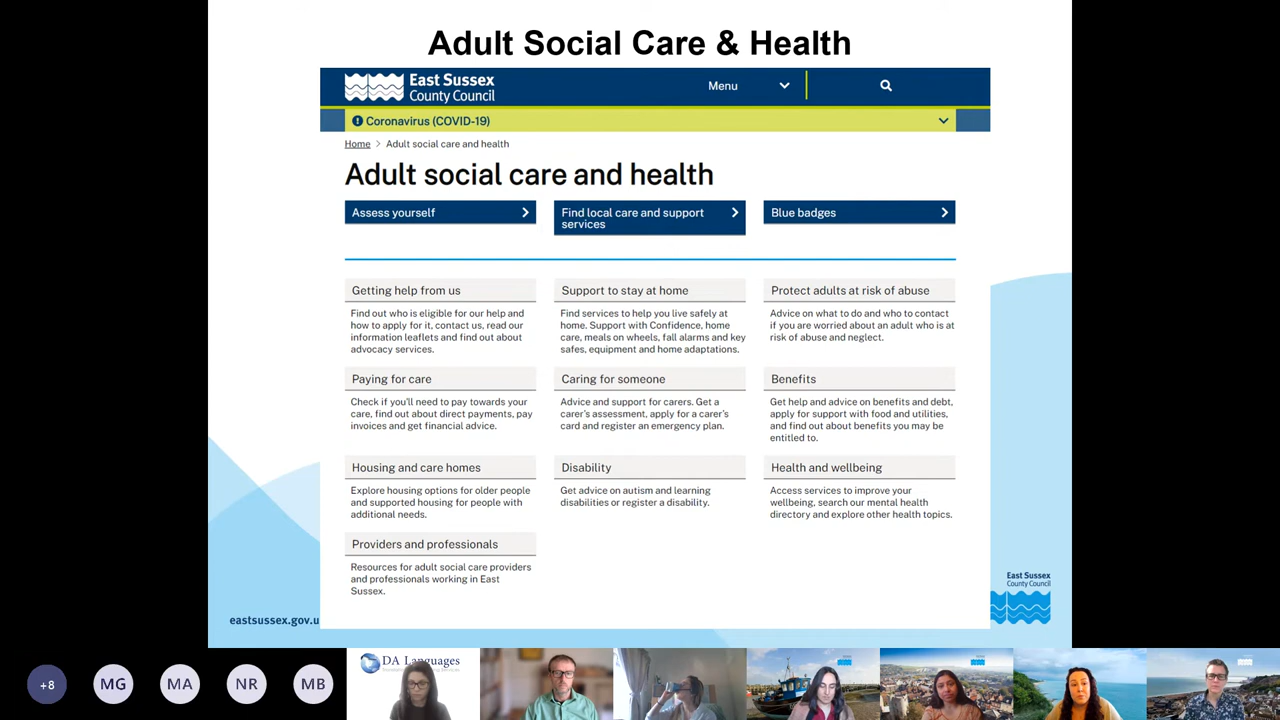 Adult Social Care & Health
East Sussex
County Council
Menu
Coronavirus (COVID-19)
Home > Adult social care and health
Adult social care and health
Assess yourself
Find local care and support
services
Blue badges
Getting help from us
Find out who is eligible for our help and
how to apply for it, contact us, read our
information leaflets and find out about
advocacy services.
Support to stay at home
Find services to help you live safely at
home. Support with Confidence, home
care, meals on wheels, fall alarms and key
safes, equipment and home adaptations.
Protect adults at risk of abuse
Advice on what to do and who to contact
if you are worried about an adult who is at
risk of abuse and neglect.
Paying for care
Check if you'll need to pay towards your
care, find out about direct payments, pay
invoices and get financial advice.
Caring for someone
Advice and support for carers. Get a
carer's assessment, apply for a carer's
card and register an emergency plan.
Benefits
Get help and advice on benefits and debt,
apply for support with food and utilities,
and find out about benefits you may be
entitled to.
Housing and care homes
Explore housing options for older people
and supported housing for people with
additional needs.
Disability
Get advice on autism and learning
disabilities or register a disability.
Health and wellbeing
Access services to improve your
wellbeing, search our mental health
directory and explore other health topics.
Providers and professionals
Resources for adult social care providers
and professionals working in East
Sussex.
East Sussex
County Council
eastsussex.gov.u
+8
MG
MA
NR
MB
DA Languages